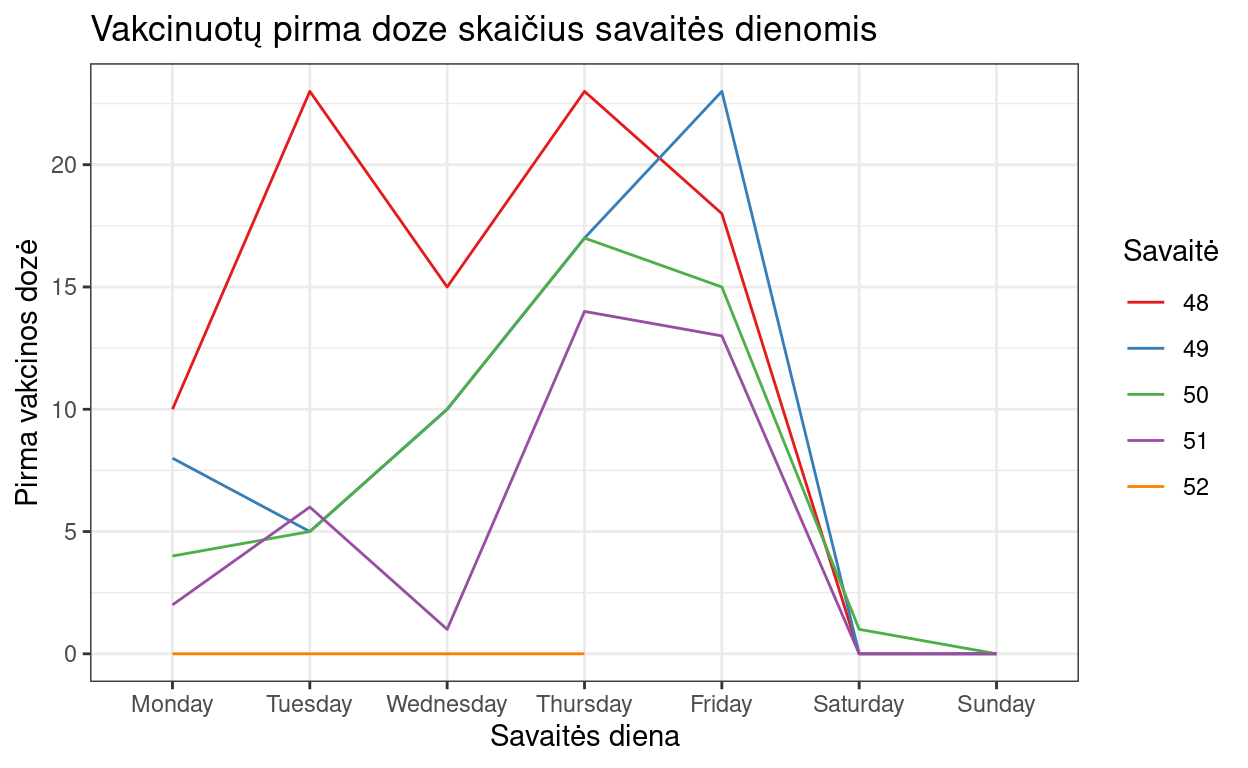 Vakcinuotų pirma doze skaičius savaitės dienomis
Pirma vakcinos dozė
20
15
10
5
0
Monday Tuesday Wednesday Thursday Friday Saturday Sunday
Savaitės diena
Savaitė
48
49
50
51
52